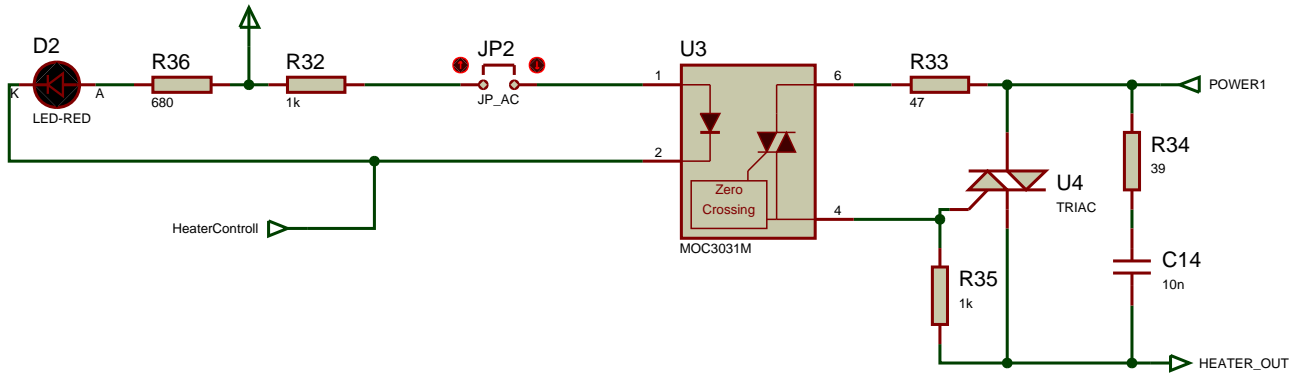 D2
K
A
LED-RED
R36
680
R32
1k
JP2
JP_AC
U3
1
2
6
4
Zero
Crossing
MOC3031M
R33
47
POWER1
R34
39
U4
TRIAC
HeaterControll
R35
1k
C14
10n
HEATER_OUT